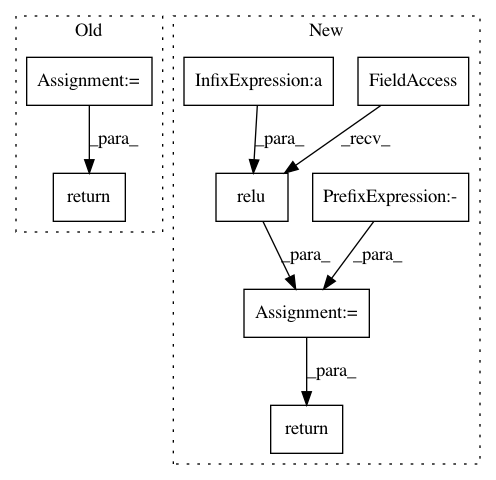 Old
New
Assignment:=
InfixExpression:a
FieldAccess
_para_
_para_
_recv_
return
relu
PrefixExpression:-
_para_
_para_
Assignment:=
_para_
return